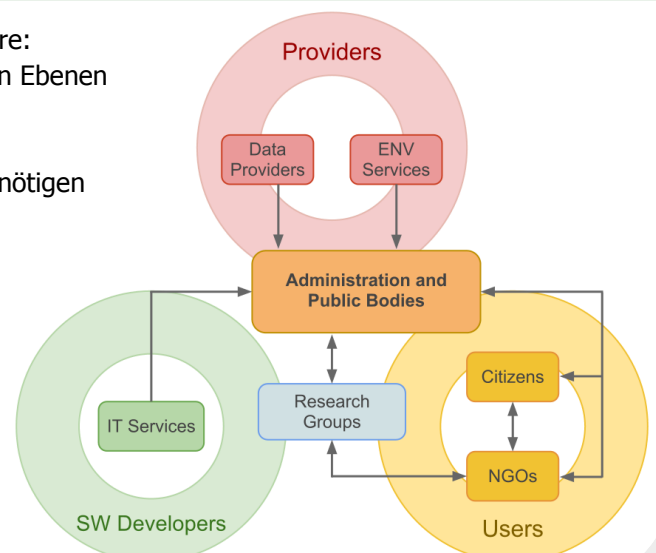 re:
n Ebenen
nötigen
Providers
Data
Providers
ENV
Services
Administration and
Public Bodies
Citizens
Research
Groups
IT Services
NGOs
SW Developers
Users